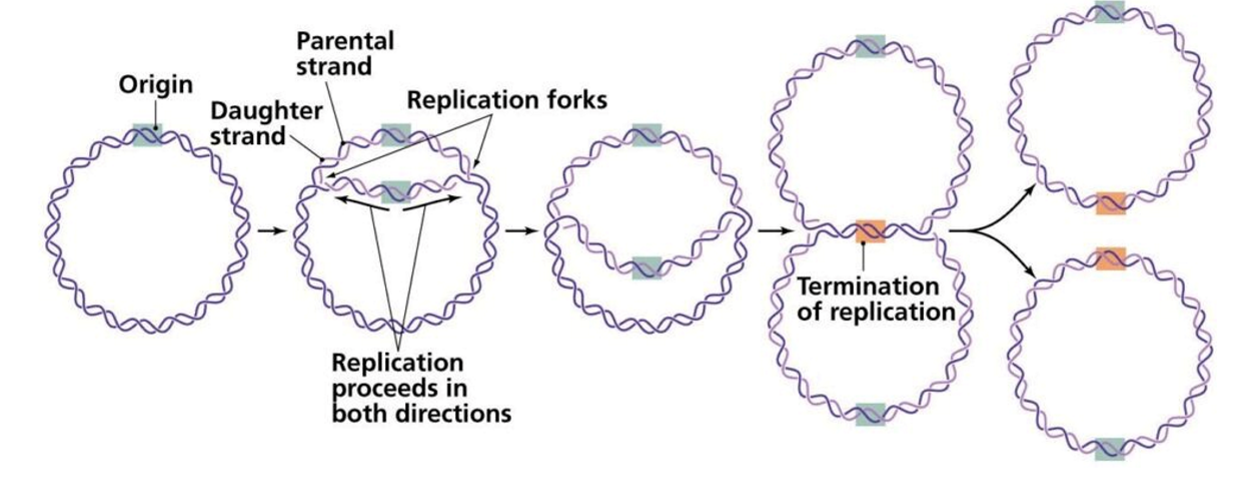 Origin
Parental
strand
Daughter
strand
Replication forks
Replication
proceeds in
both directions
Termination
of replication